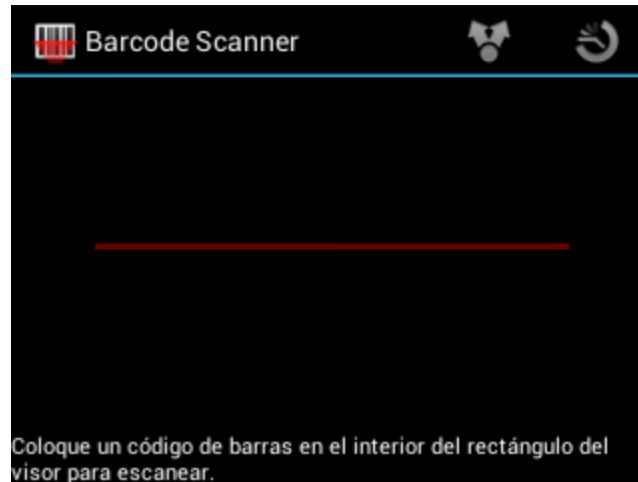 Barcode Scanner
Coloque un código de barras en el interior del rectángulo del
visor para escanear.